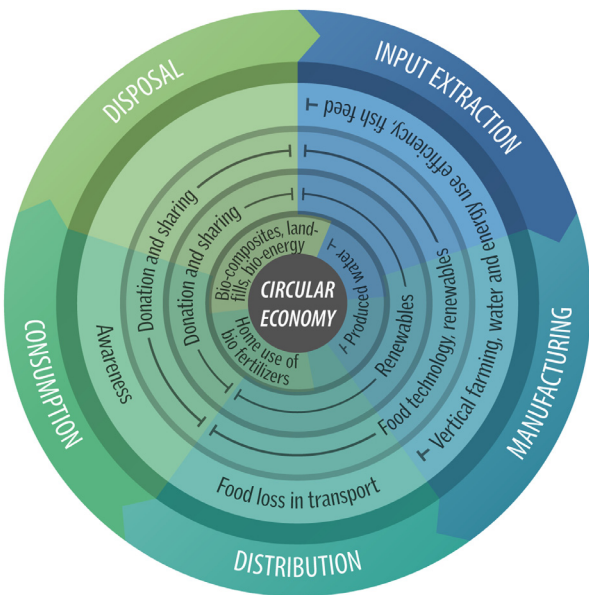 DISPOSAL
INPUT EXTRACTION
MANUFACTURING
DISTRIBUTION
CONSUMPTION
Vertical farming, water and energy use efficiency, fish feed
Food loss in transport
Awareness
Donation and sharing
Food technology, renewables
Donation and sharing
Renewables
Bio-composites, land-
fills, bio-energy
Produced water
Home use of
bio fertilizers
CIRCULAR
ECONOMY